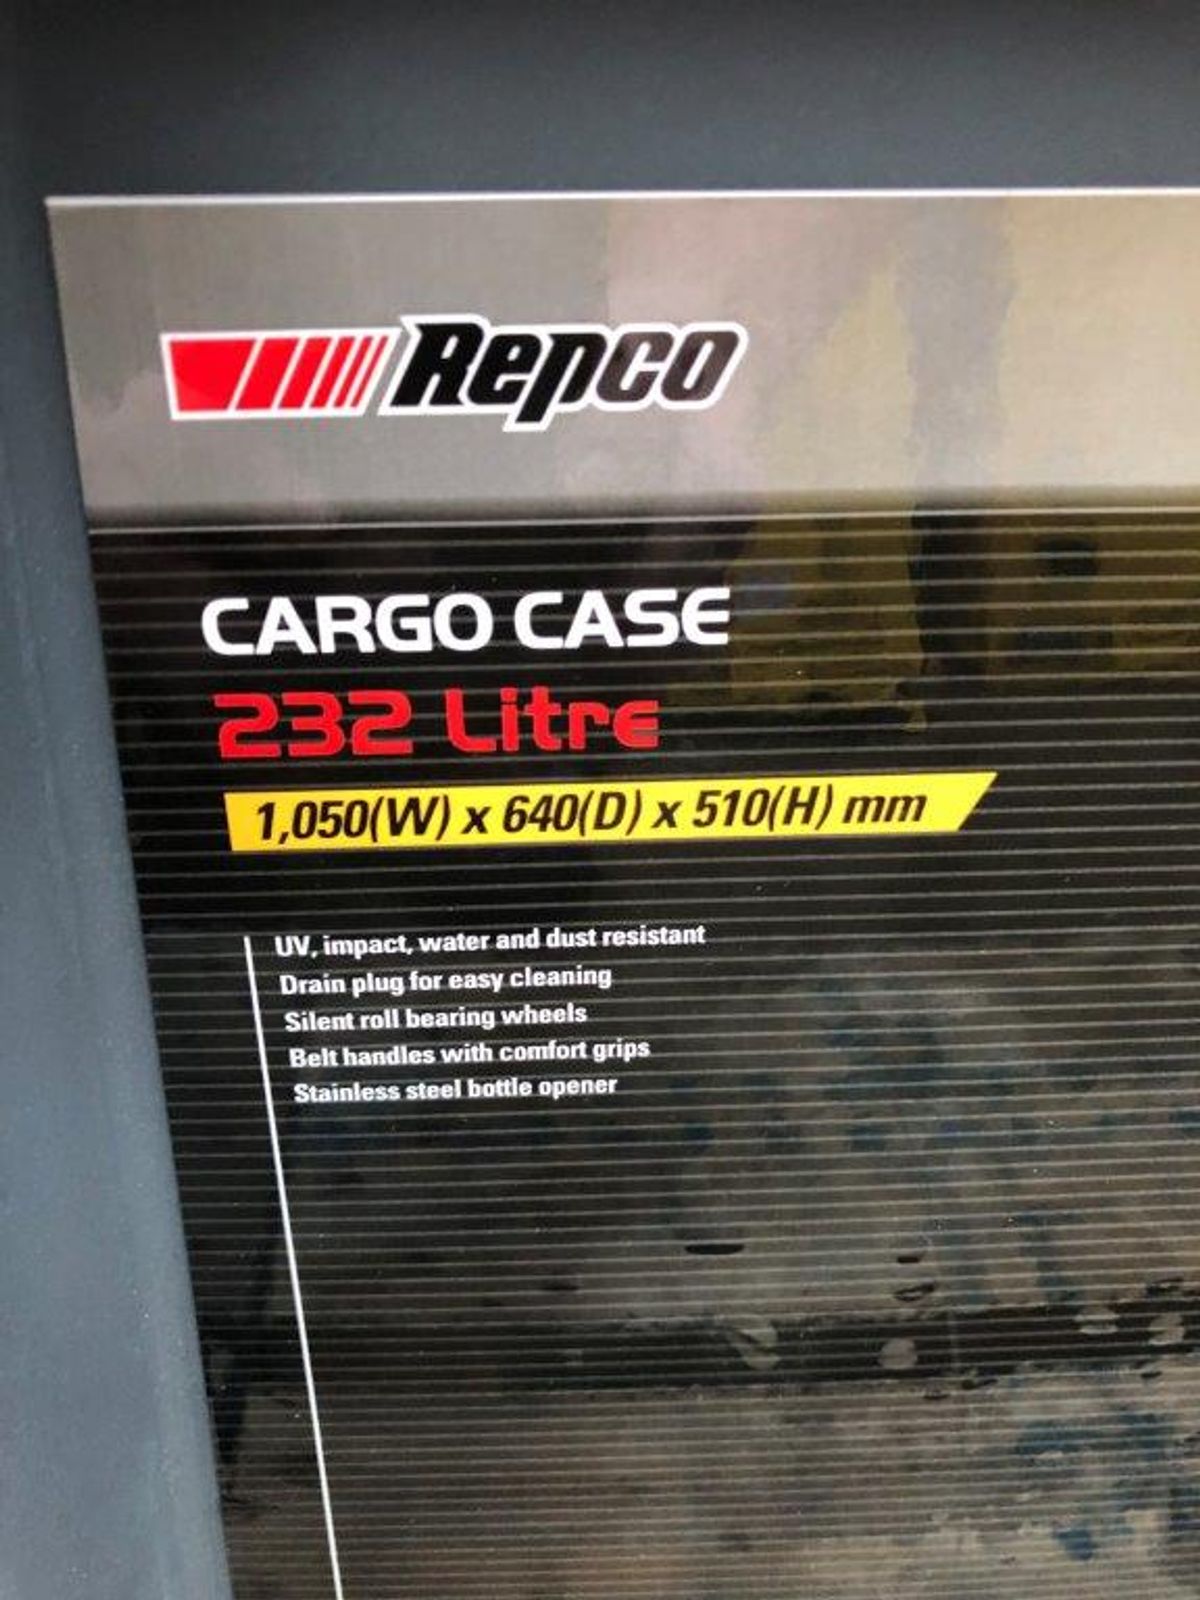 Repco
CARGO CASE
232 Litre
1,050(W) x 640(D) x 510(H) mm
UV, impact, water and dust resistant
Drain plug for easy cleaning
Silent roll bearing wheels
Belt handles with comfort grips
Stainless steel bottle opener